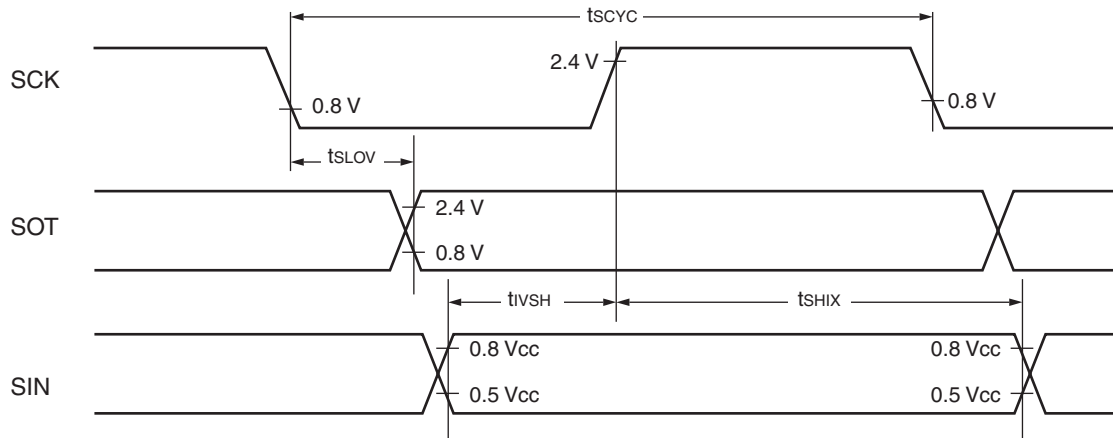 tSCYC
SCK
2.4 V
0.8 V
0.8 V
tSLOV
SOT
2.4 V
0.8 V
tIVSH
tSHIX
SIN
0.8 Vcc
0.8 Vcc
0.5 Vcc
0.5 Vcc